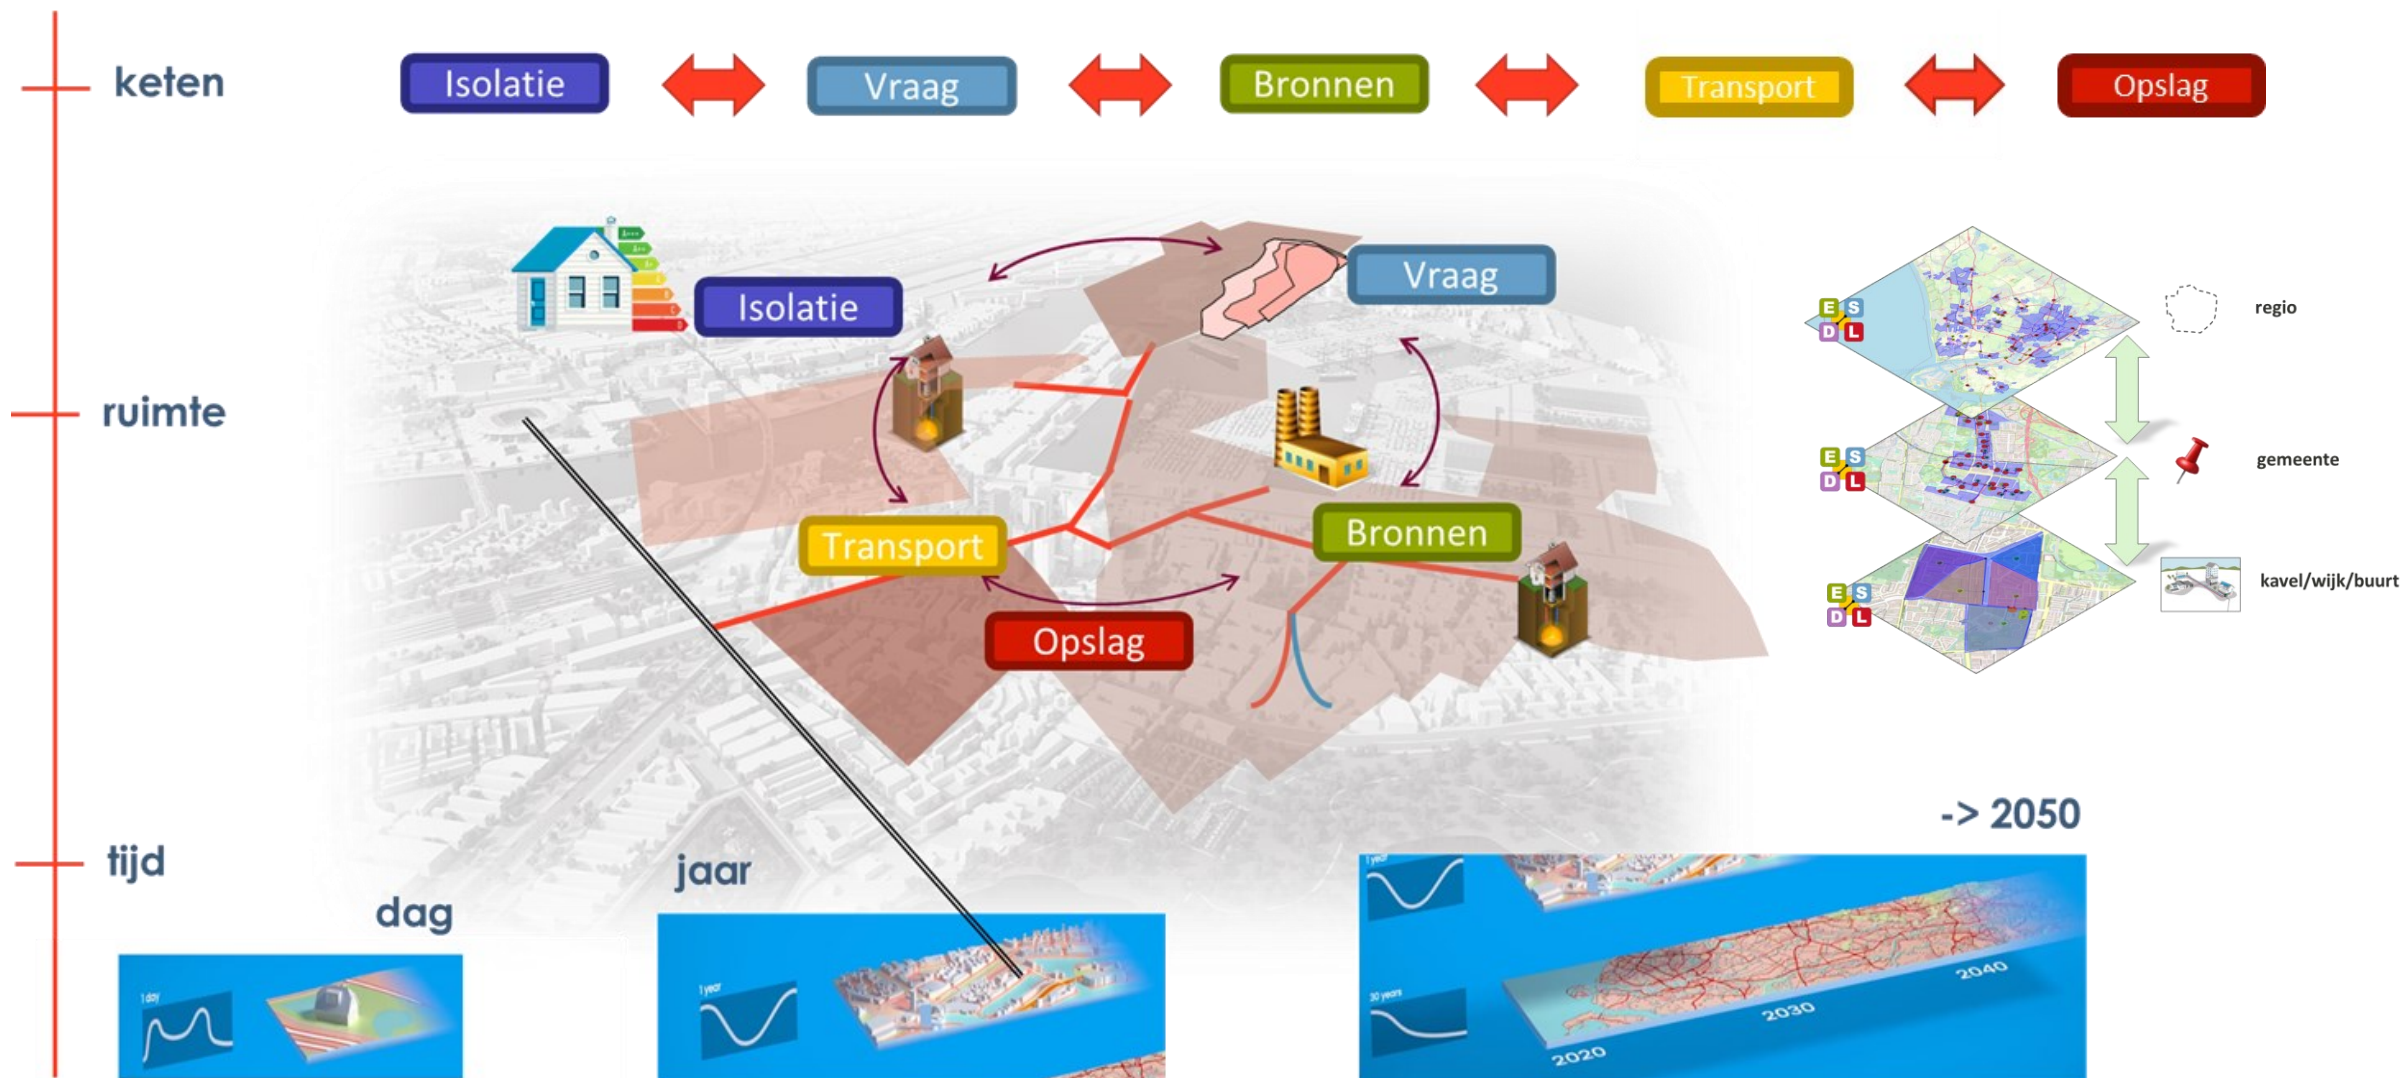 keten
Isolatie
Vraag
Bronnen
Transport
Opslag
ruimte
Isolatie
Vraag
Transport
Bronnen
Opslag
A+++
A++
A+
E S
D L
regio
E S
D L
gemeente
E S
D L
kavel/wijk/buurt
tijd
dag
jaar
-> 2050
1 day
1 year
1 year
30 years
2020
2030
2040